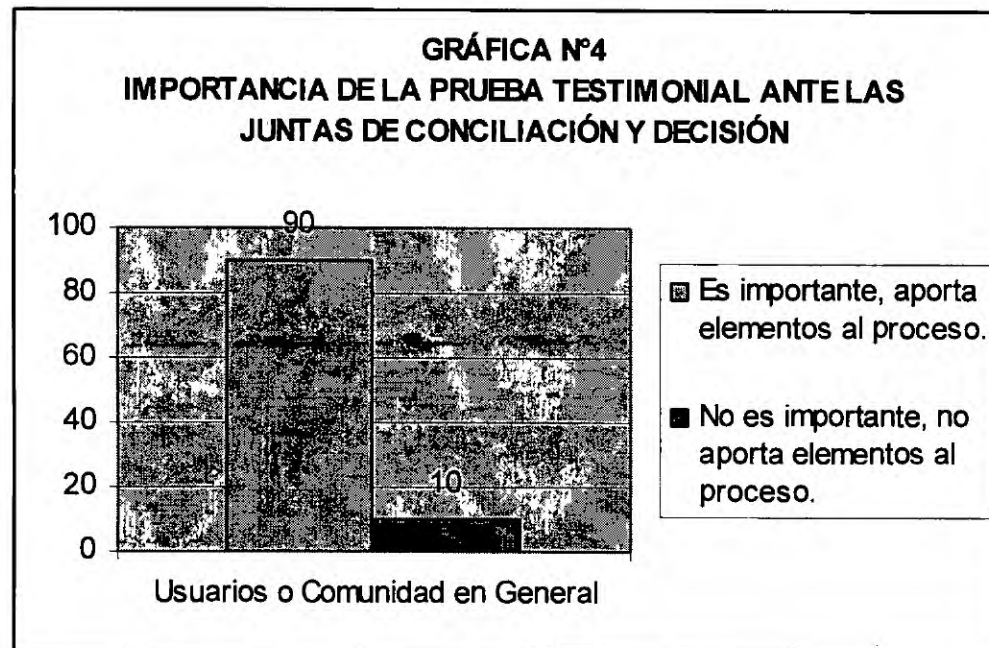 GRÁFICA Nº4
IMPORTANCIA DE LA PRUEBA TESTIMONIAL ANTE LAS
JUNTAS DE CONCILIACIÓN Y DECISIÓN
100
80
60
40
20
0
90
10
Usuarios o Comunidad en General
Es importante, aporta
elementos al proceso.
No es importante, no
aporta elementos al
proceso.